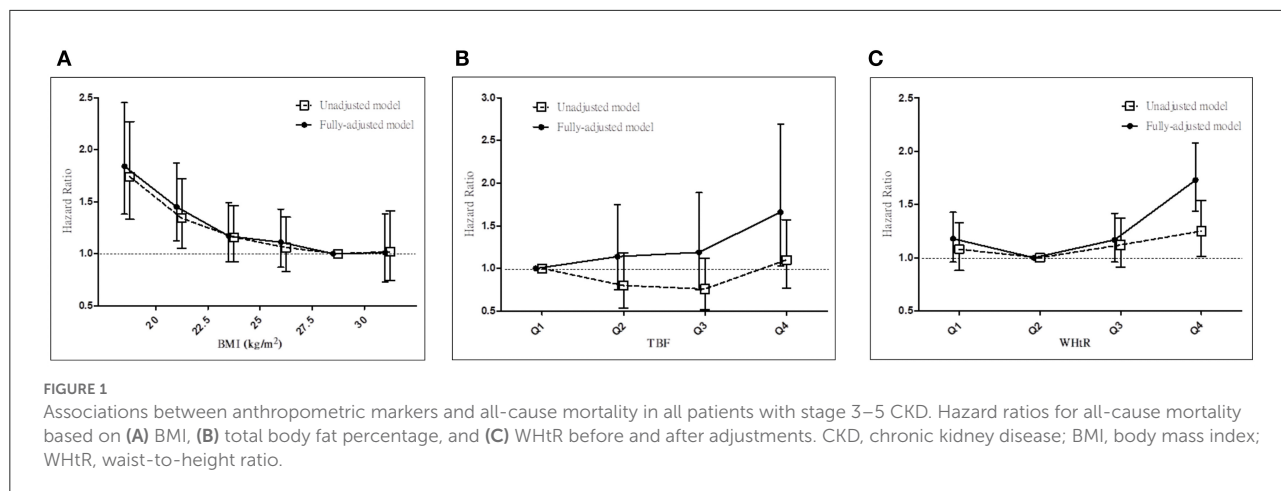 A
B
C
2.5
2.0
1.5
1.0
0.5
Hazard Ratio
Unadjusted model
Fully-adjusted model
20
22.5
25
27.5
30
BMI (kg/m²)
3.0
2.5
2.0
1.5
1.0
0.5
Hazard Ratio
Unadjusted model
Fully-adjusted model
Q1
Q2
Q3
Q4
TBF
2.5
2.0
1.5
1.0
0.5
Hazard Ratio
Unadjusted model
Fully-adjusted model
Q1
Q2
Q3
Q4
WHtR
FIGURE 1
Associations between anthropometric markers and all-cause mortality in all patients with stage 3–5 CKD. Hazard ratios for all-cause mortality
based on (A) BMI, (B) total body fat percentage, and (C) WHtR before and after adjustments. CKD, chronic kidney disease; BMI, body mass index;
WHtR, waist-to-height ratio.